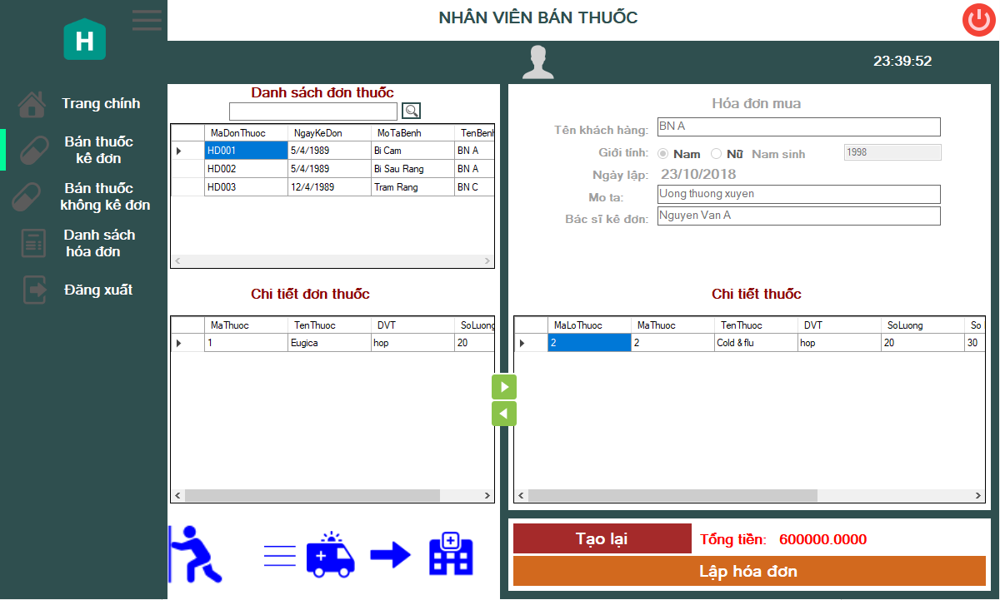 NHÂN VIÊN BÁN THUỐC
H
23:39:52
Trang chính
Bán thuốc
kê đơn
Bán thuốc
không kê đơn
Danh sách
hóa đơn
Đăng xuất
Danh sách đơn thuốc
MaDonThuoc NgayKeDon MoTaBenh TenBenh
HD001 5/4/1989 Bi Cam BN A
HD002 5/4/1989 Bi Sau Rang BN A
HD003 12/4/1989 Tram Rang BN C
Chi tiết đơn thuốc
MaThuoc TenThuoc DVT SoLuong
1 Eugica hop 20
Hóa đơn mua
Tên khách hàng: BN A
Giới tính: Nam Nữ Nam sinh 1998
Ngày lập: 23/10/2018
Mo ta: Uong thuong xuyen
Bác sĩ kê đơn: Nguyen Van A
Chi tiết thuốc
MaLoThuoc MaThuoc TenThuoc DVT SoLuong So
2 2 Cold & flu hop 20 30
Tạo lại
Tổng tiền: 600000.0000
Lập hóa đơn